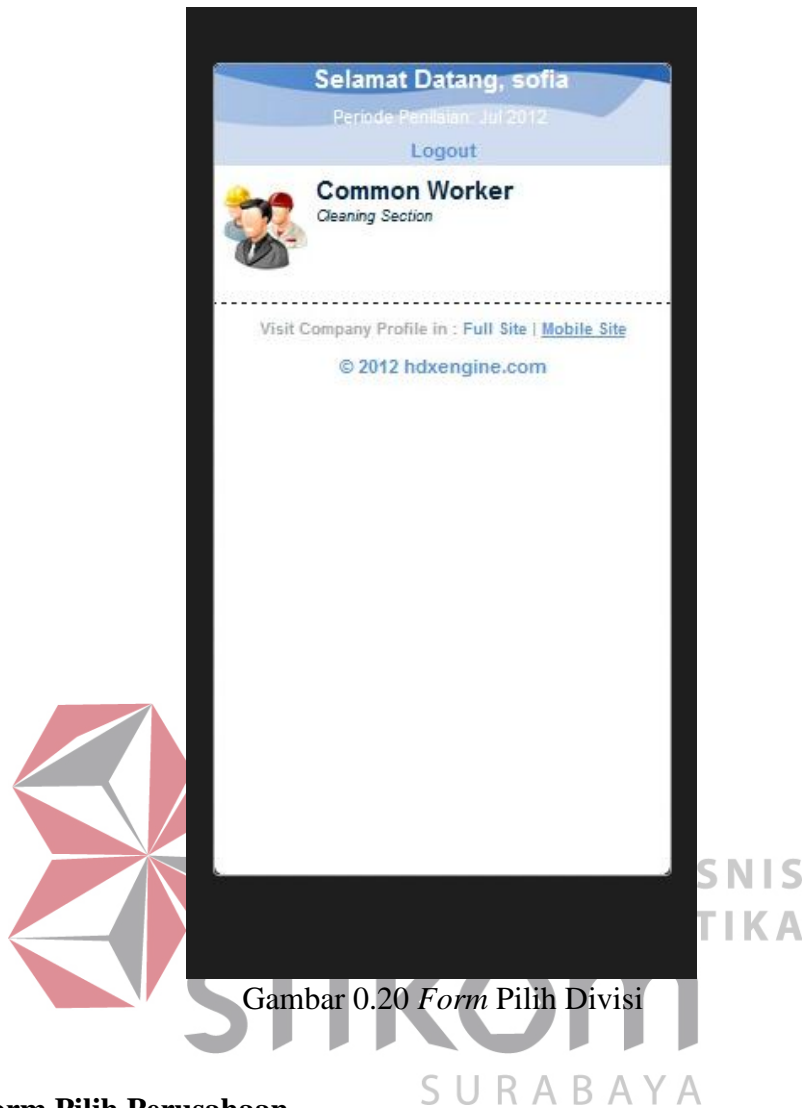 Selamat Datang, sofia
Periode Penilaian: Jul 2012
Logout
Common Worker
Cleaning Section
Visit Company Profile in : Full Site | Mobile Site
© 2012 hdxengine.com
SNIS
TIKA
Gambar 0.20 Form Pilih Divisi
stikom
SURABAYA
orm Pilih Perusahaan